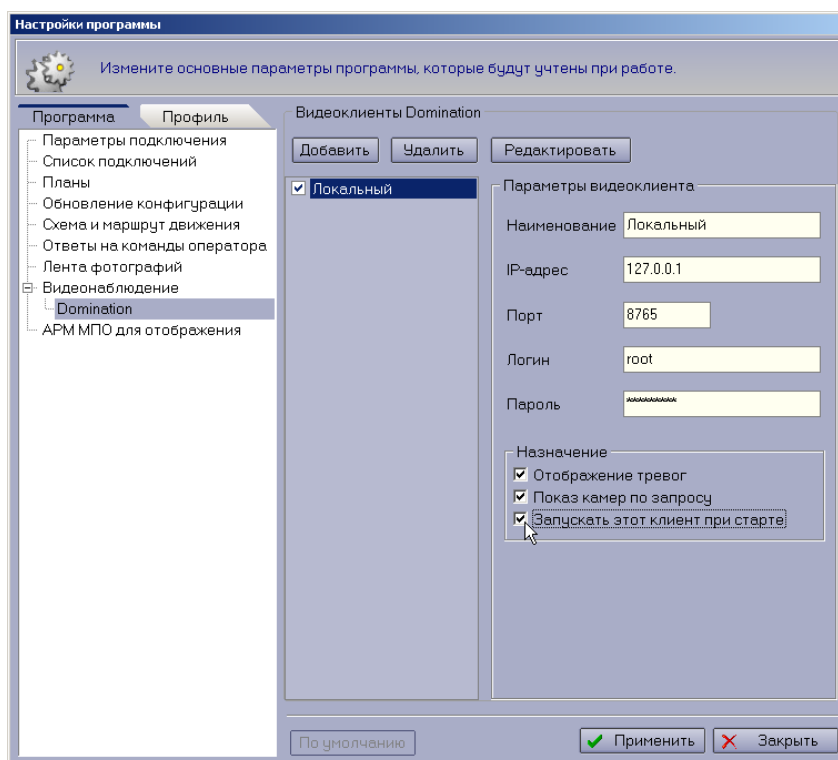 Настройки программы
Измените основные параметры программы, которые будут учтены при работе.
Программа
Профиль
Параметры подключения
Список подключений
Планы
Обновление конфигурации
Схема и маршрут движения
Ответы на команды оператора
Лента фотографий
Видеонаблюдение
Domination
АРМ МПО для отображения
Видеоклиенты Domination
Добавить
Удалить
Редактировать
Локальный
Параметры видеоклиента
Наименование Локальный
IP-адрес 127.0.0.1
Порт 8765
Логин root
Пароль *********
Назначение
Отображение тревог
Показ камер по запросу
Запускать этот клиент при старте
По умолчанию
Применить
Закрыть